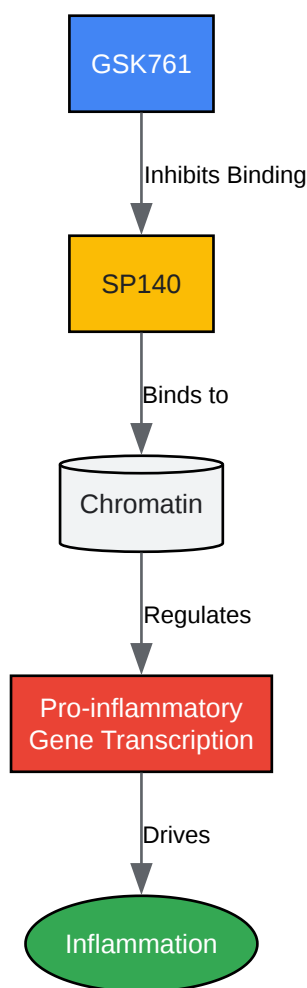 GSK761
Inhibits Binding
SP140
Binds to
Chromatin
Regulates
Pro-inflammatory
Gene Transcription
Drives
Inflammation